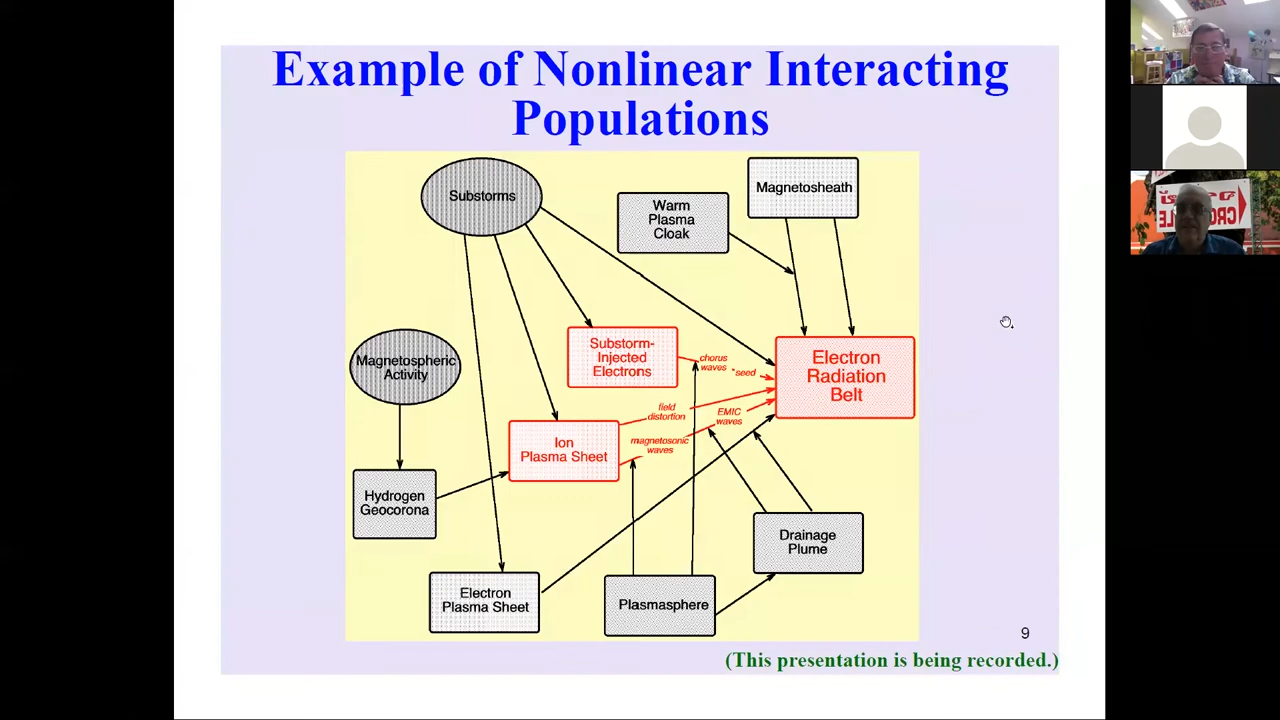 Example of Nonlinear Interacting
Populations
Substorms
Warm
Plasma
Cloak
Magnetosheath
Magnetospheric
Activity
Substorm-
Injected
Electrons
chorus
waves
seed
Electron
Radiation
Belt
field
distortion
EMIC
waves
magnetosonic
waves
Ion
Plasma Sheet
Hydrogen
Geocorona
Drainage
Plume
Electron
Plasma Sheet
Plasmasphere
9
(This presentation is being recorded.)